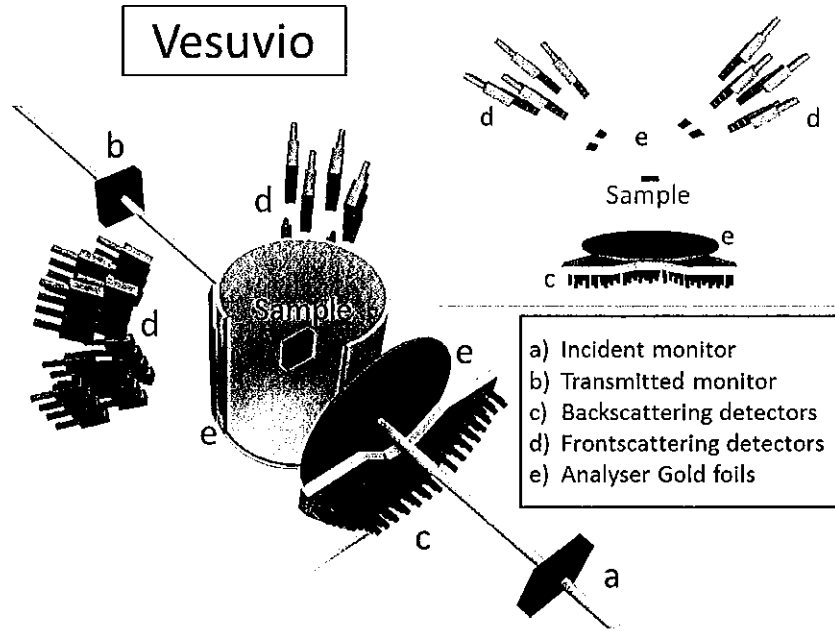 Vesuvio
b
d
d
e
d
Sample
e
c
d
Sample
e
e
c
a
a) Incident monitor
b) Transmitted monitor
c) Backscattering detectors
d) Frontscattering detectors
e) Analyser Gold foils